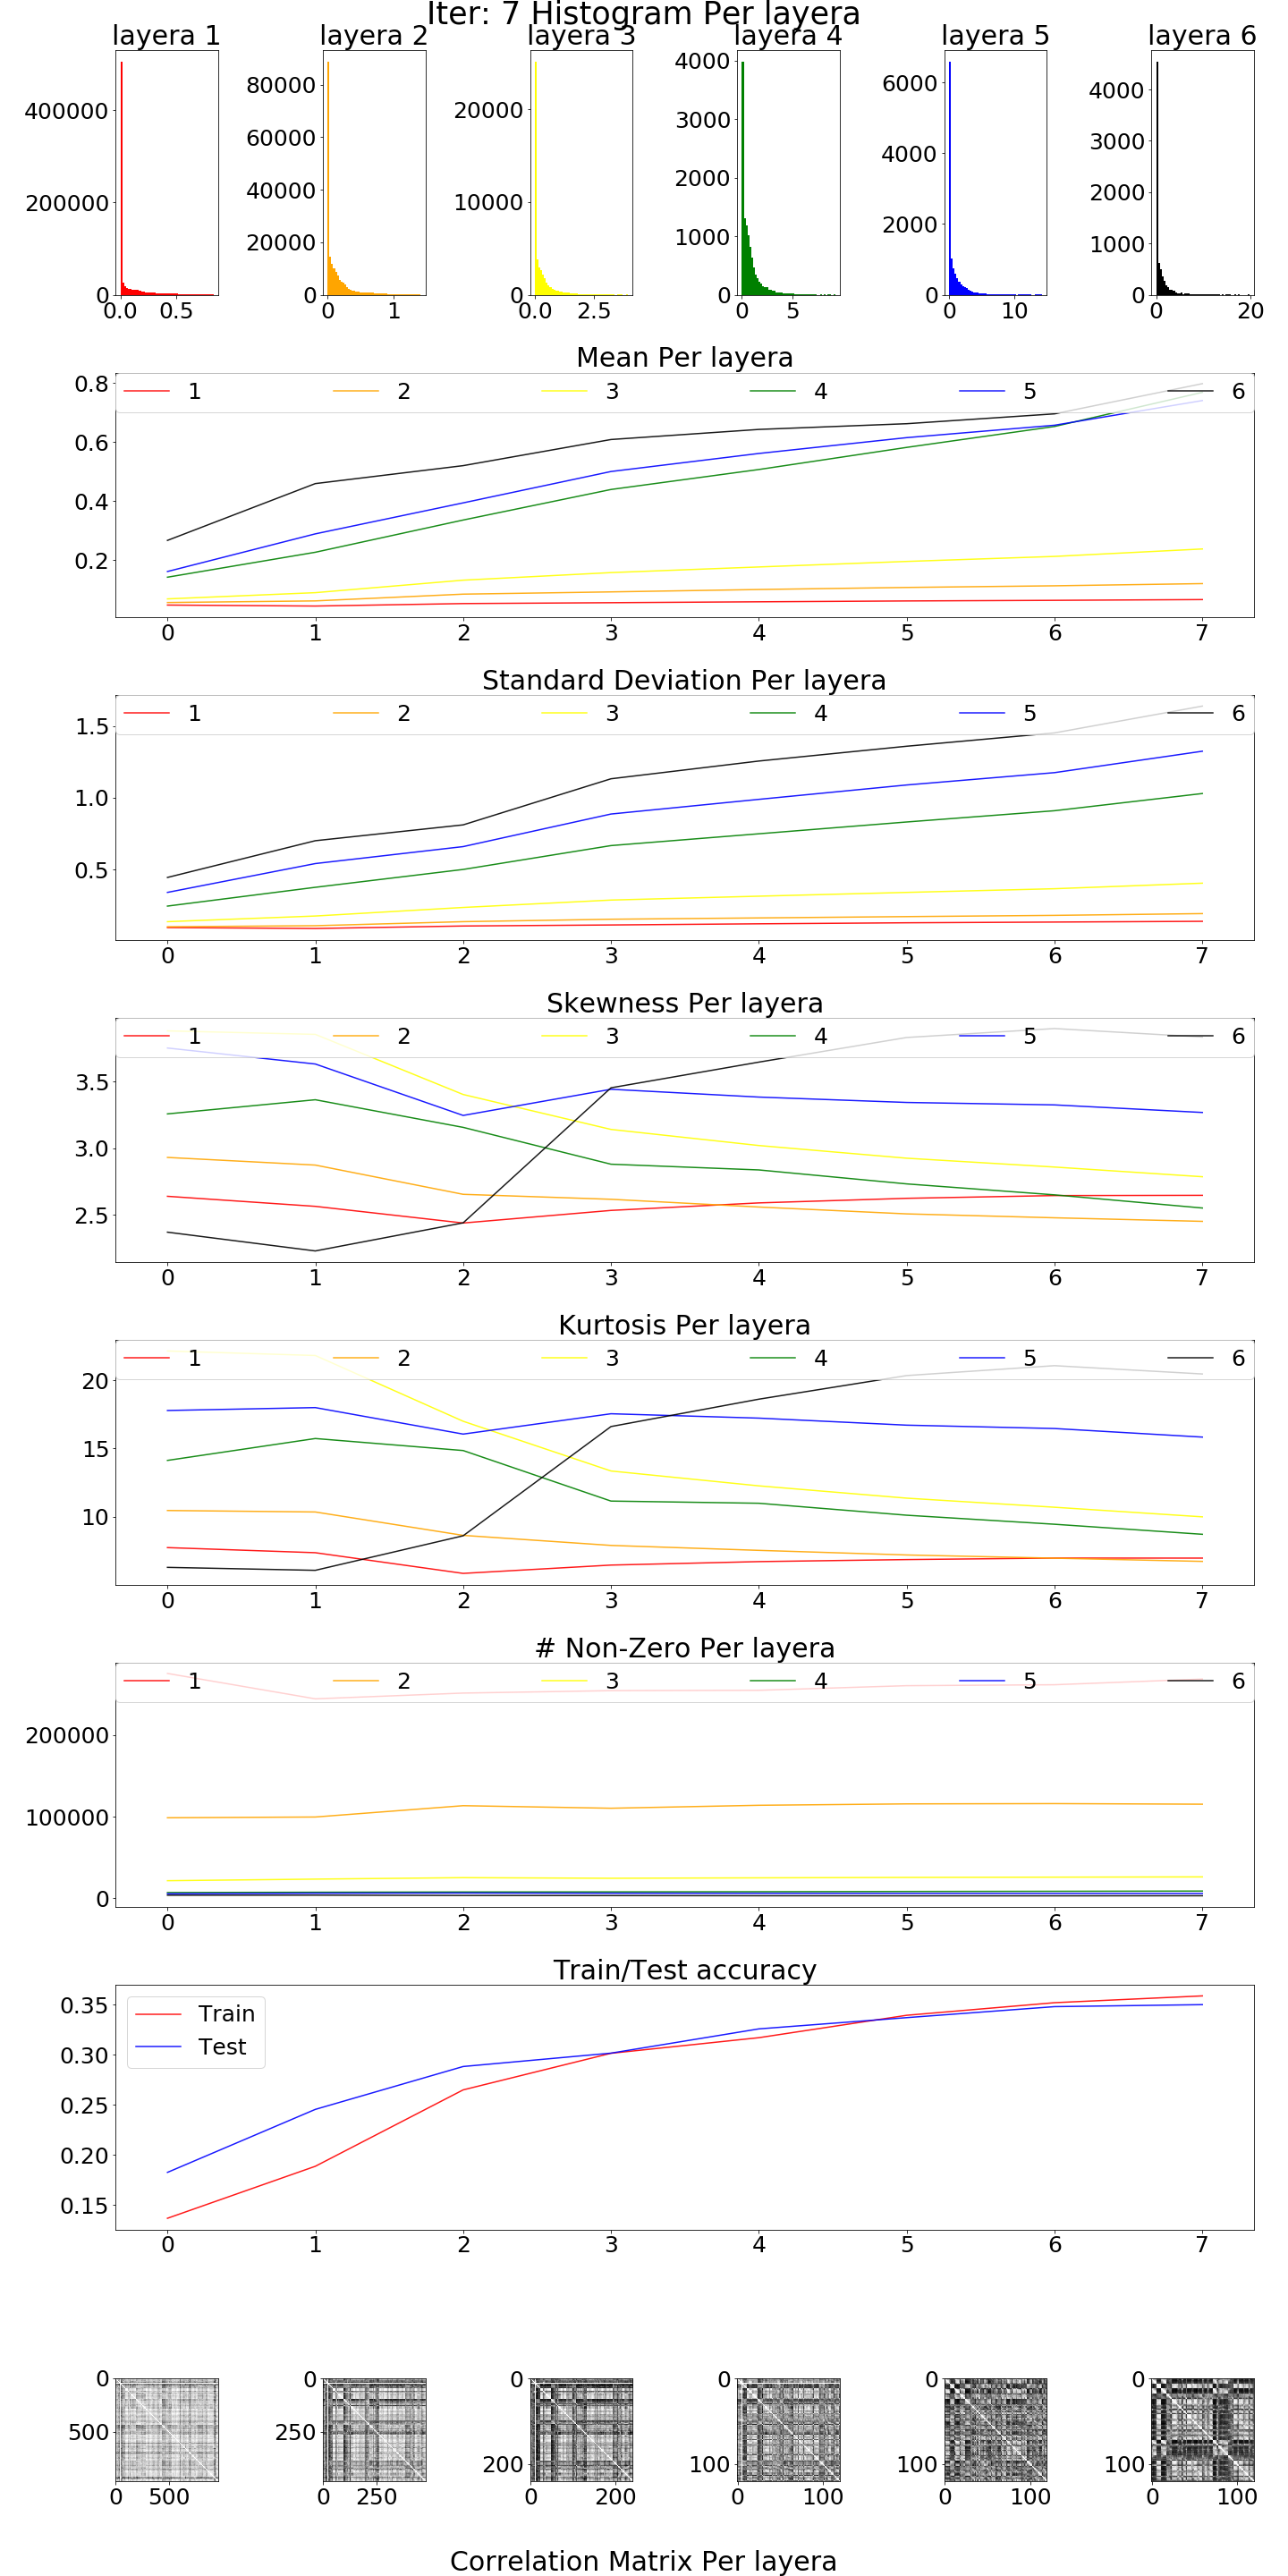 Iter: 7 Histogram Per layera
layera 1 layera 2 layera 3 layera 4 layera 5 layera 6
400000 200000 0 0.0 0.5
80000 60000 40000 20000 0 0 1
20000 10000 0 0.0 2.5
4000 3000 2000 1000 0 0 5
6000 4000 2000 0 0 10
4000 3000 2000 1000 0 0 20
Mean Per layera
1 2 3 4 5 6
0.8
0.6
0.4
0.2
0 1 2 3 4 5 6 7
Standard Deviation Per layera
1 2 3 4 5 6
1.5
1.0
0.5
0 1 2 3 4 5 6 7
Skewness Per layera
1 2 3 4 5 6
3.5
3.0
2.5
0 1 2 3 4 5 6 7
Kurtosis Per layera
1 2 3 4 5 6
20
15
10
0 1 2 3 4 5 6 7
# Non-Zero Per layera
1 2 3 4 5 6
200000
100000
0
0 1 2 3 4 5 6 7
Train/Test accuracy
Train
Test
0.35
0.30
0.25
0.20
0.15
0 1 2 3 4 5 6 7
0 500 0 500
0 250 0 250
0 200 0 200
0 100 0 100
0 100 0 100
0 100 0 100
Correlation Matrix Per layera